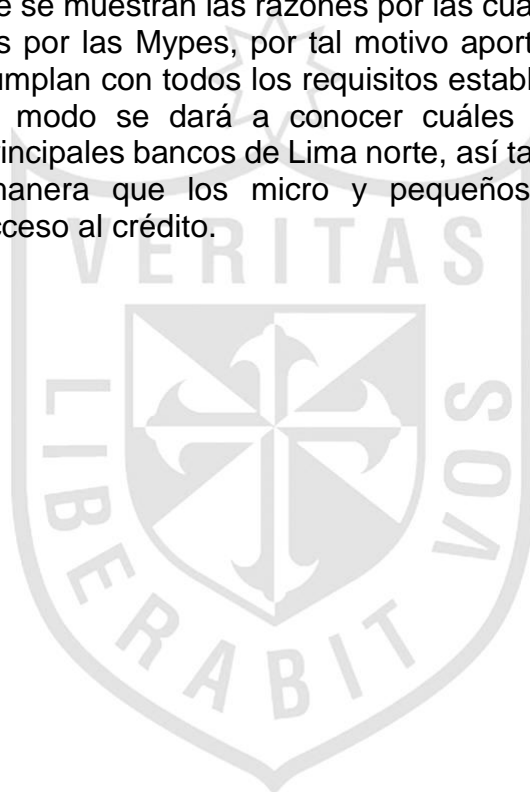 e se muestran las razones por las cua
s por las Mypes, por tal motivo aport
umplan con todos los requisitos establ
modo se dará a conocer cuáles
rincipales bancos de Lima norte, así ta
manera que los micro y pequeños
cceso al crédito.
VERITAS
LIBERABIT VOS